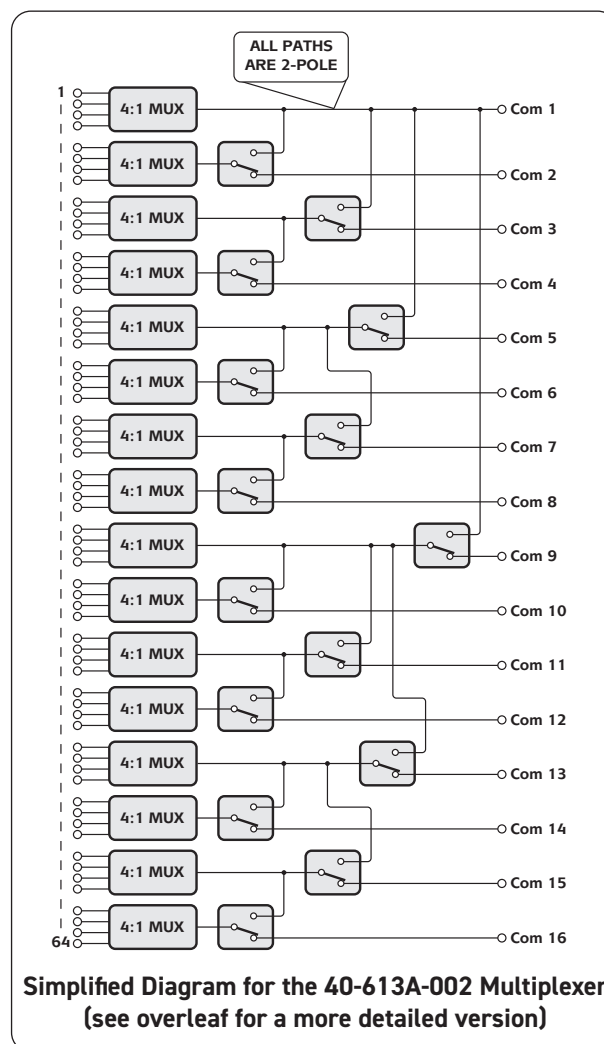 ALL PATHS
ARE 2-POLE
1
4:1 MUX
Com 1
4:1 MUX
Com 2
4:1 MUX
Com 3
4:1 MUX
Com 4
4:1 MUX
Com 5
4:1 MUX
Com 6
4:1 MUX
Com 7
4:1 MUX
Com 8
4:1 MUX
Com 9
4:1 MUX
Com 10
4:1 MUX
Com 11
4:1 MUX
Com 12
4:1 MUX
Com 13
4:1 MUX
Com 14
4:1 MUX
Com 15
64
4:1 MUX
Com 16
Simplified Diagram for the 40-613A-002 Multiplexer
(see overleaf for a more detailed version)